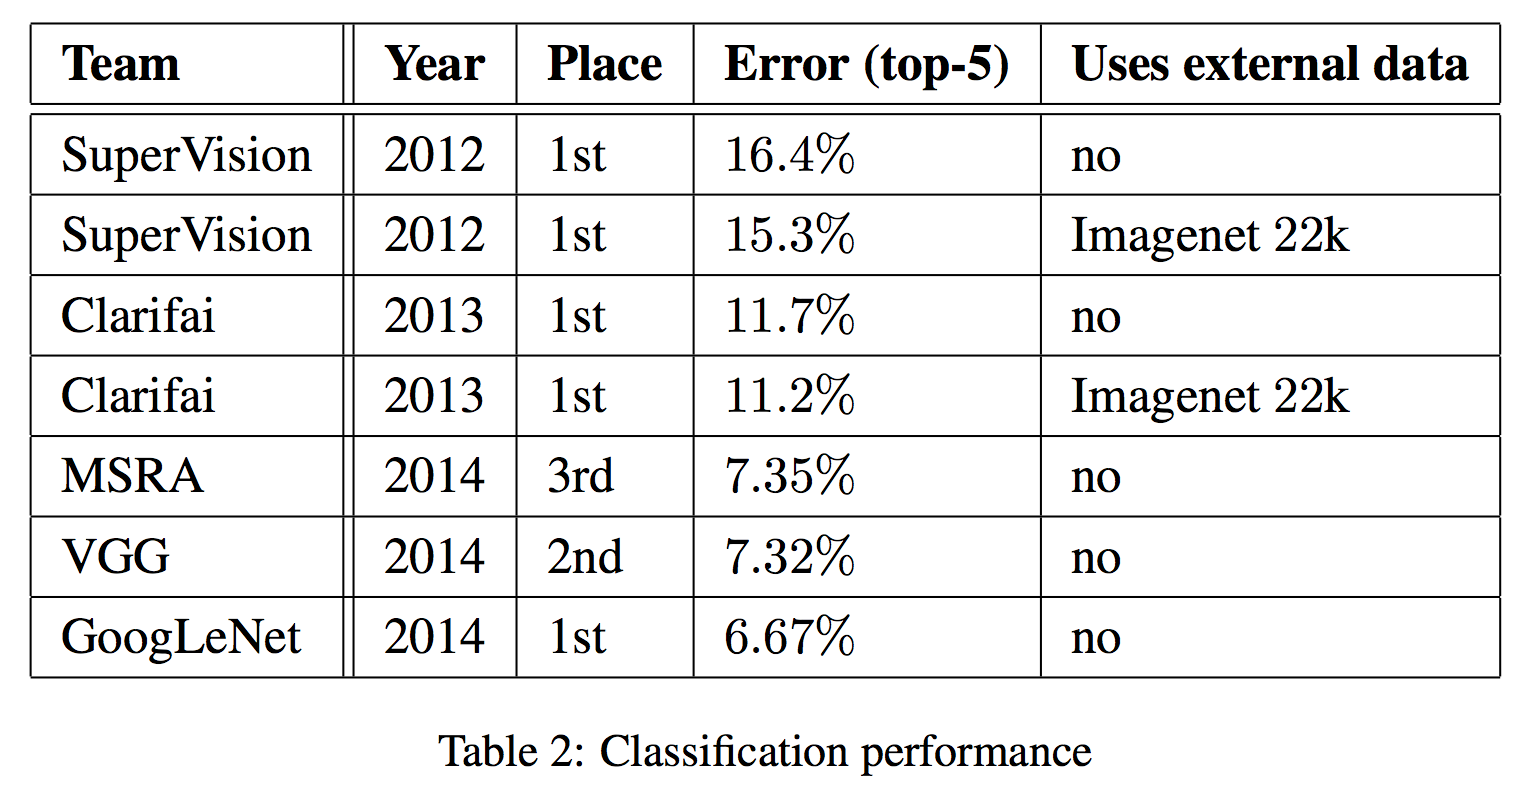 Team Year Place Error (top-5) Uses external data
SuperVision 2012 1st 16.4% no
SuperVision 2012 1st 15.3% Imagenet 22k
Clarifai 2013 1st 11.7% no
Clarifai 2013 1st 11.2% Imagenet 22k
MSRA 2014 3rd 7.35% no
VGG 2014 2nd 7.32% no
GoogLeNet 2014 1st 6.67% no
Table 2: Classification performance